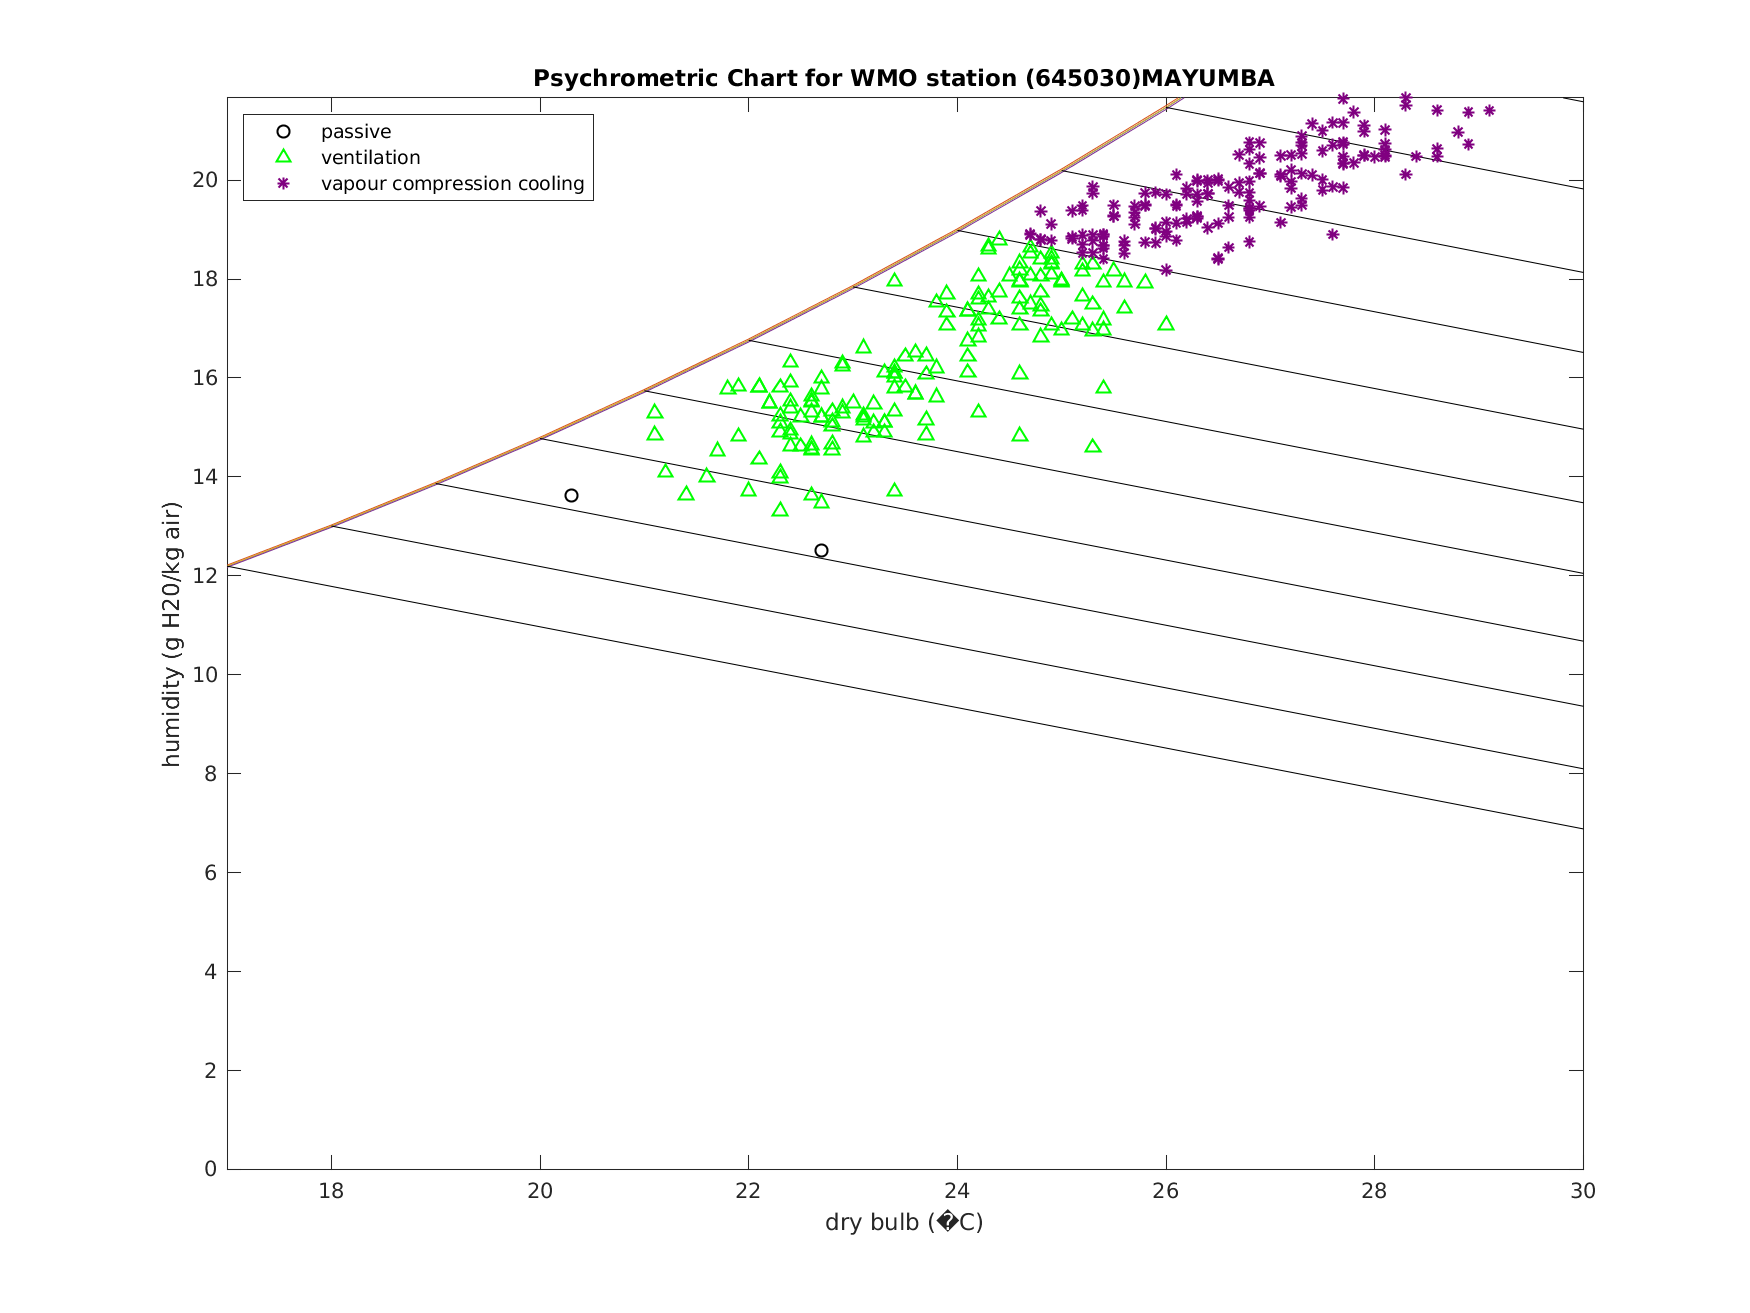 Psychrometric Chart for WMO station (645030)MAYUMBA
passive
ventilation
vapour compression cooling
humidity (g H20/kg air)
20
18
16
14
12
10
8
6
4
2
0
18 20 22 24 26 28 30
dry bulb (�C)